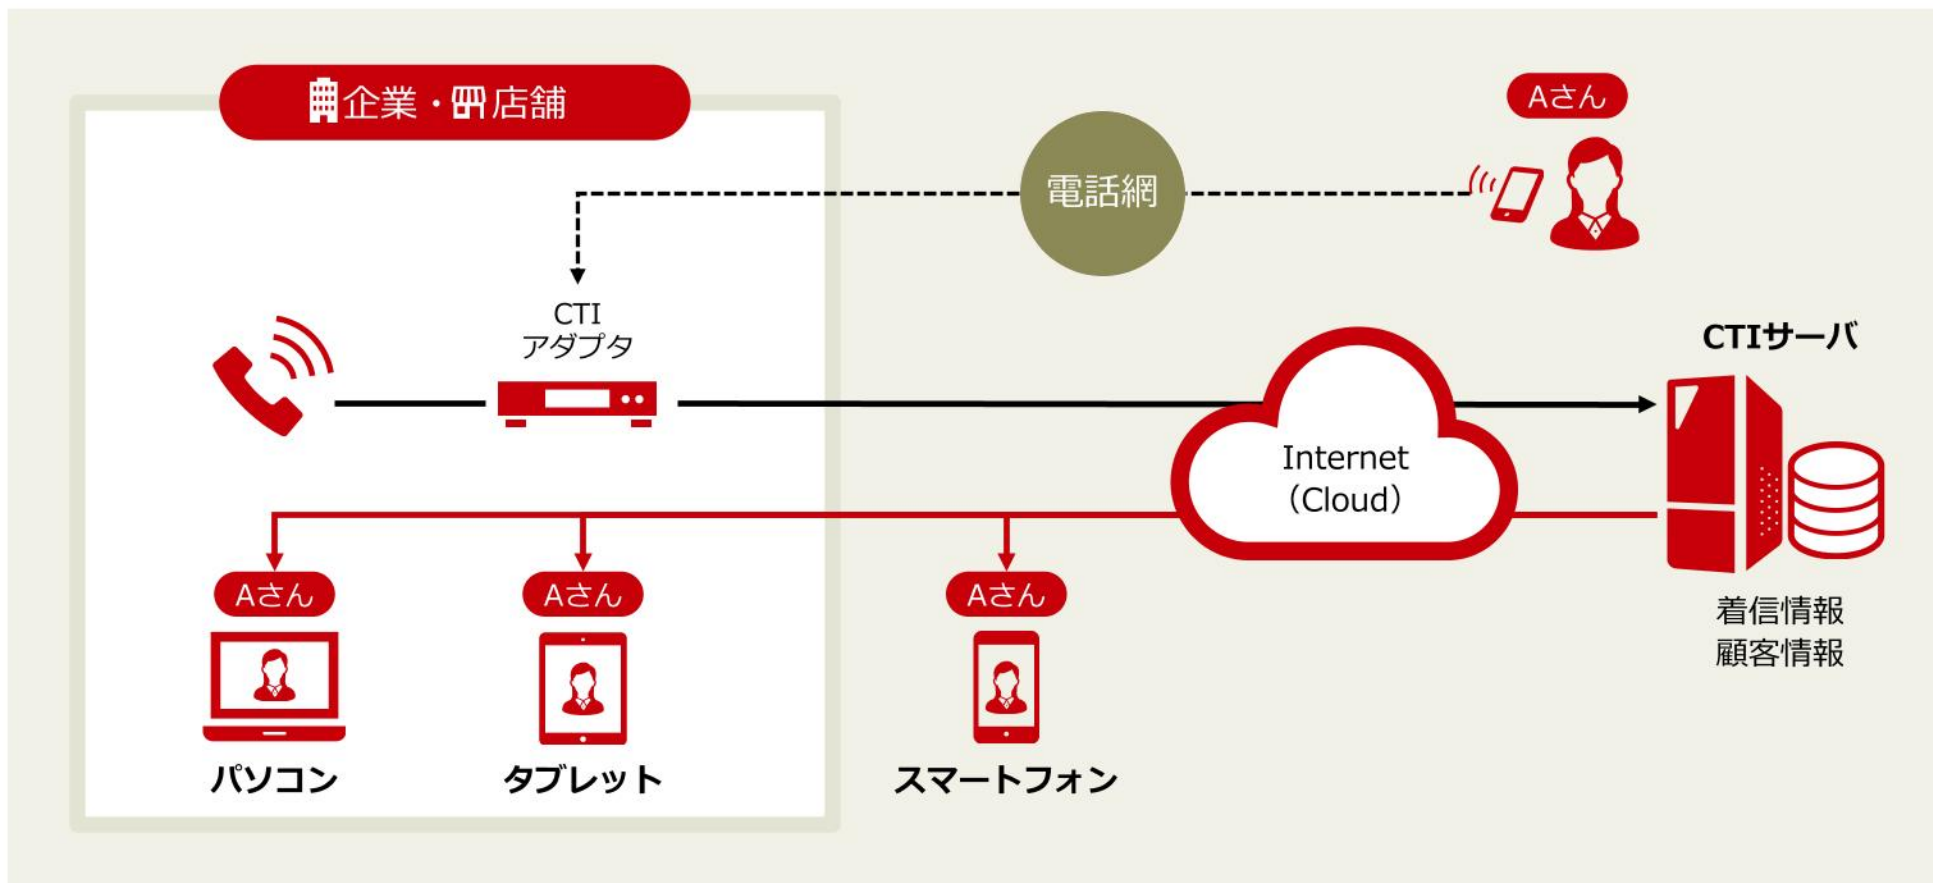 企業・店舗
Aさん
電話網
CTI
アダプタ
CTIサーバ
Internet
（Cloud）
Aさん
Aさん
Aさん
着信情報
顧客情報
パソコン
タブレット
スマートフォン